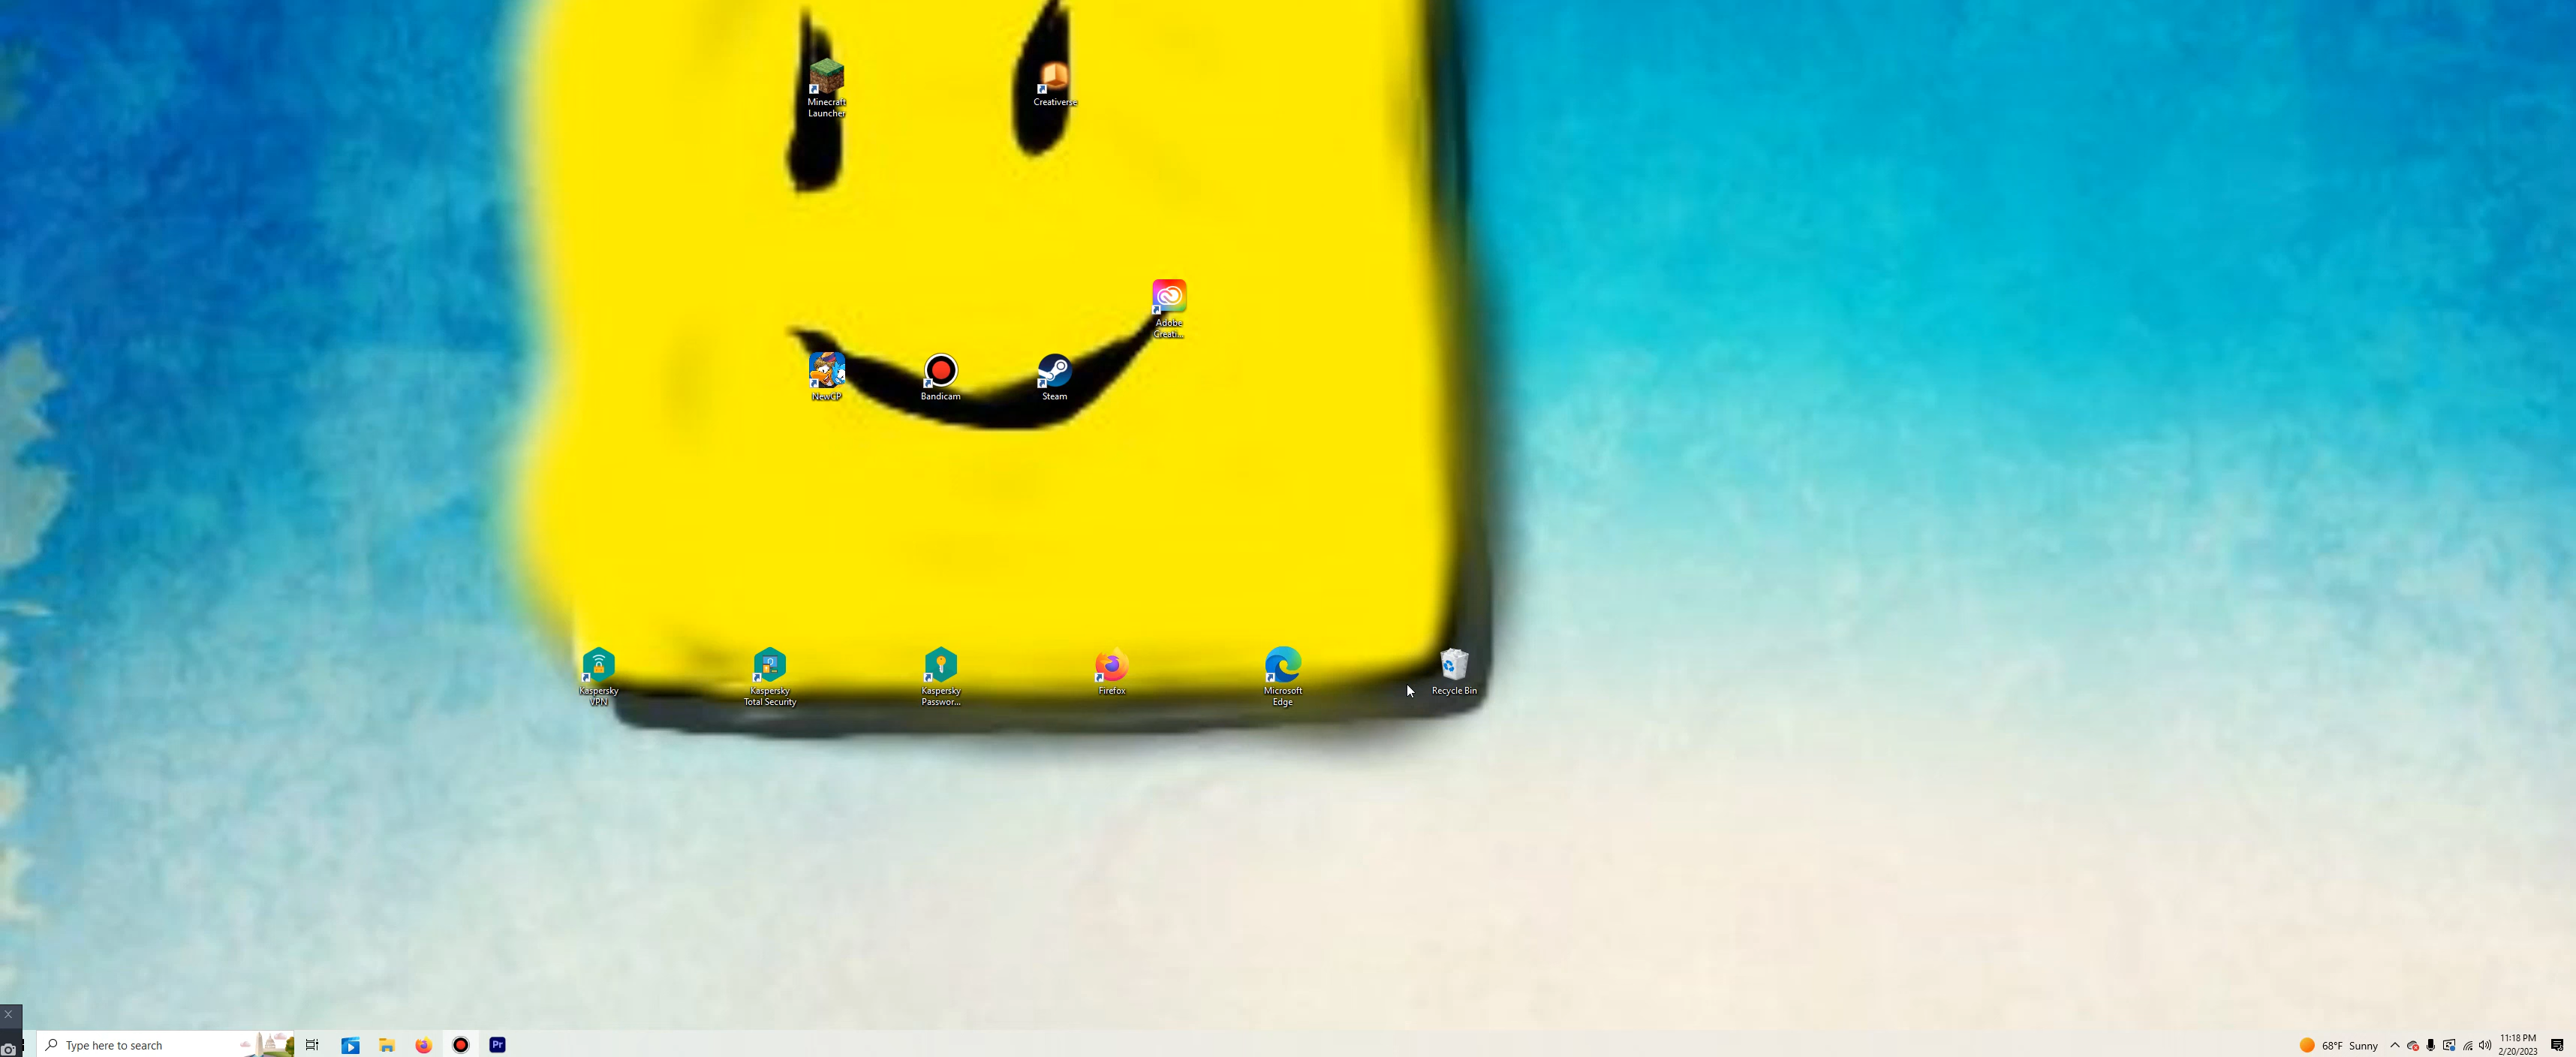 Minecraft
Launcher
Creativerse
Adobe
Creati...
NewCP
Bandicam
Steam
Kaspersky
VPN
Kaspersky
Total Security
Kaspersky
Passwor...
Firefox
Microsoft
Edge
Recycle Bin
X
Type here to search
Pr
68°F Sunny
11:18 PM
2/20/2023